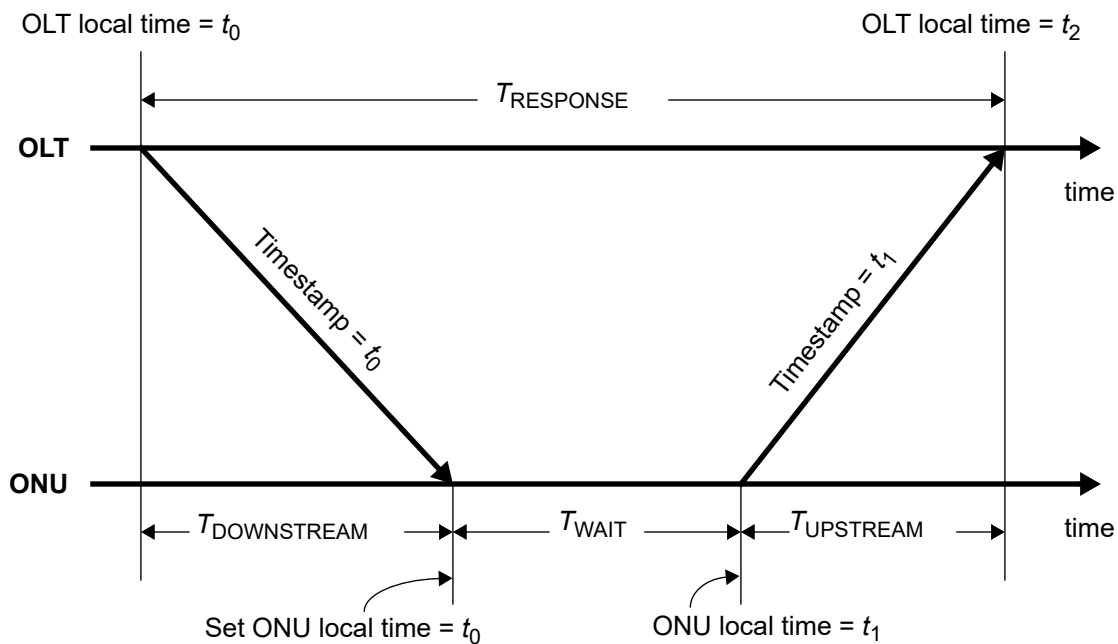 OLT local time = t0
OLT local time = t2
TRESPONSE
OLT
time
Timestamp = t0
Timestamp = t1
ONU
TDOWNSTREAM
TWAIT
TUPSTREAM
time
Set ONU local time = t0
ONU local time = t1